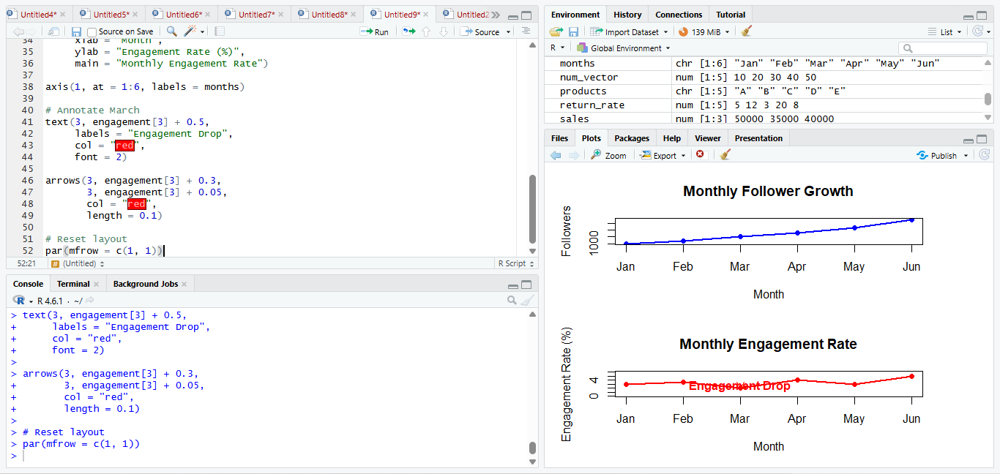 Untitled4* Untitled5* Untitled6* Untitled7* Untitled8* Untitled9* Untitled2
Source on Save Run Source
34 xlab = "Month",
35 ylab = "Engagement Rate (%)",
36 main = "Monthly Engagement Rate")
37
38 axis(1, at = 1:6, labels = months)
39
40 # Annotate March
41 text(3, engagement[3] + 0.5,
42 labels = "Engagement Drop",
43 col = "red",
44 font = 2)
45
46 arrows(3, engagement[3] + 0.3,
47 3, engagement[3] + 0.05,
48 col = "red",
49 length = 0.1)
50
51 # Reset layout
52 par(mfrow = c(1, 1))
52:21 # (Untitled) R Script
Console Terminal Background Jobs
R R 4.6.1 · ~/
> text(3, engagement[3] + 0.5,
+ labels = "Engagement Drop",
+ col = "red",
+ font = 2)
>
> arrows(3, engagement[3] + 0.3,
+ 3, engagement[3] + 0.05,
+ col = "red",
+ length = 0.1)
>
> # Reset layout
> par(mfrow = c(1, 1))
>
Environment History Connections Tutorial
Import Dataset 139 MiB List
R Global Environment
months chr [1:6] "Jan" "Feb" "Mar" "Apr" "May" "Jun"
num_vector num [1:5] 10 20 30 40 50
products chr [1:5] "A" "B" "C" "D" "E"
return_rate num [1:5] 5 12 3 20 8
sales num [1:3] 50000 35000 40000
Files Plots Packages Help Viewer Presentation
Zoom Export Publish
Monthly Follower Growth
Followers
1000
Jan Feb Mar Apr May Jun
Month
Monthly Engagement Rate
Engagement Rate (%)
4
0
Engagement Drop
Jan Feb Mar Apr May Jun
Month